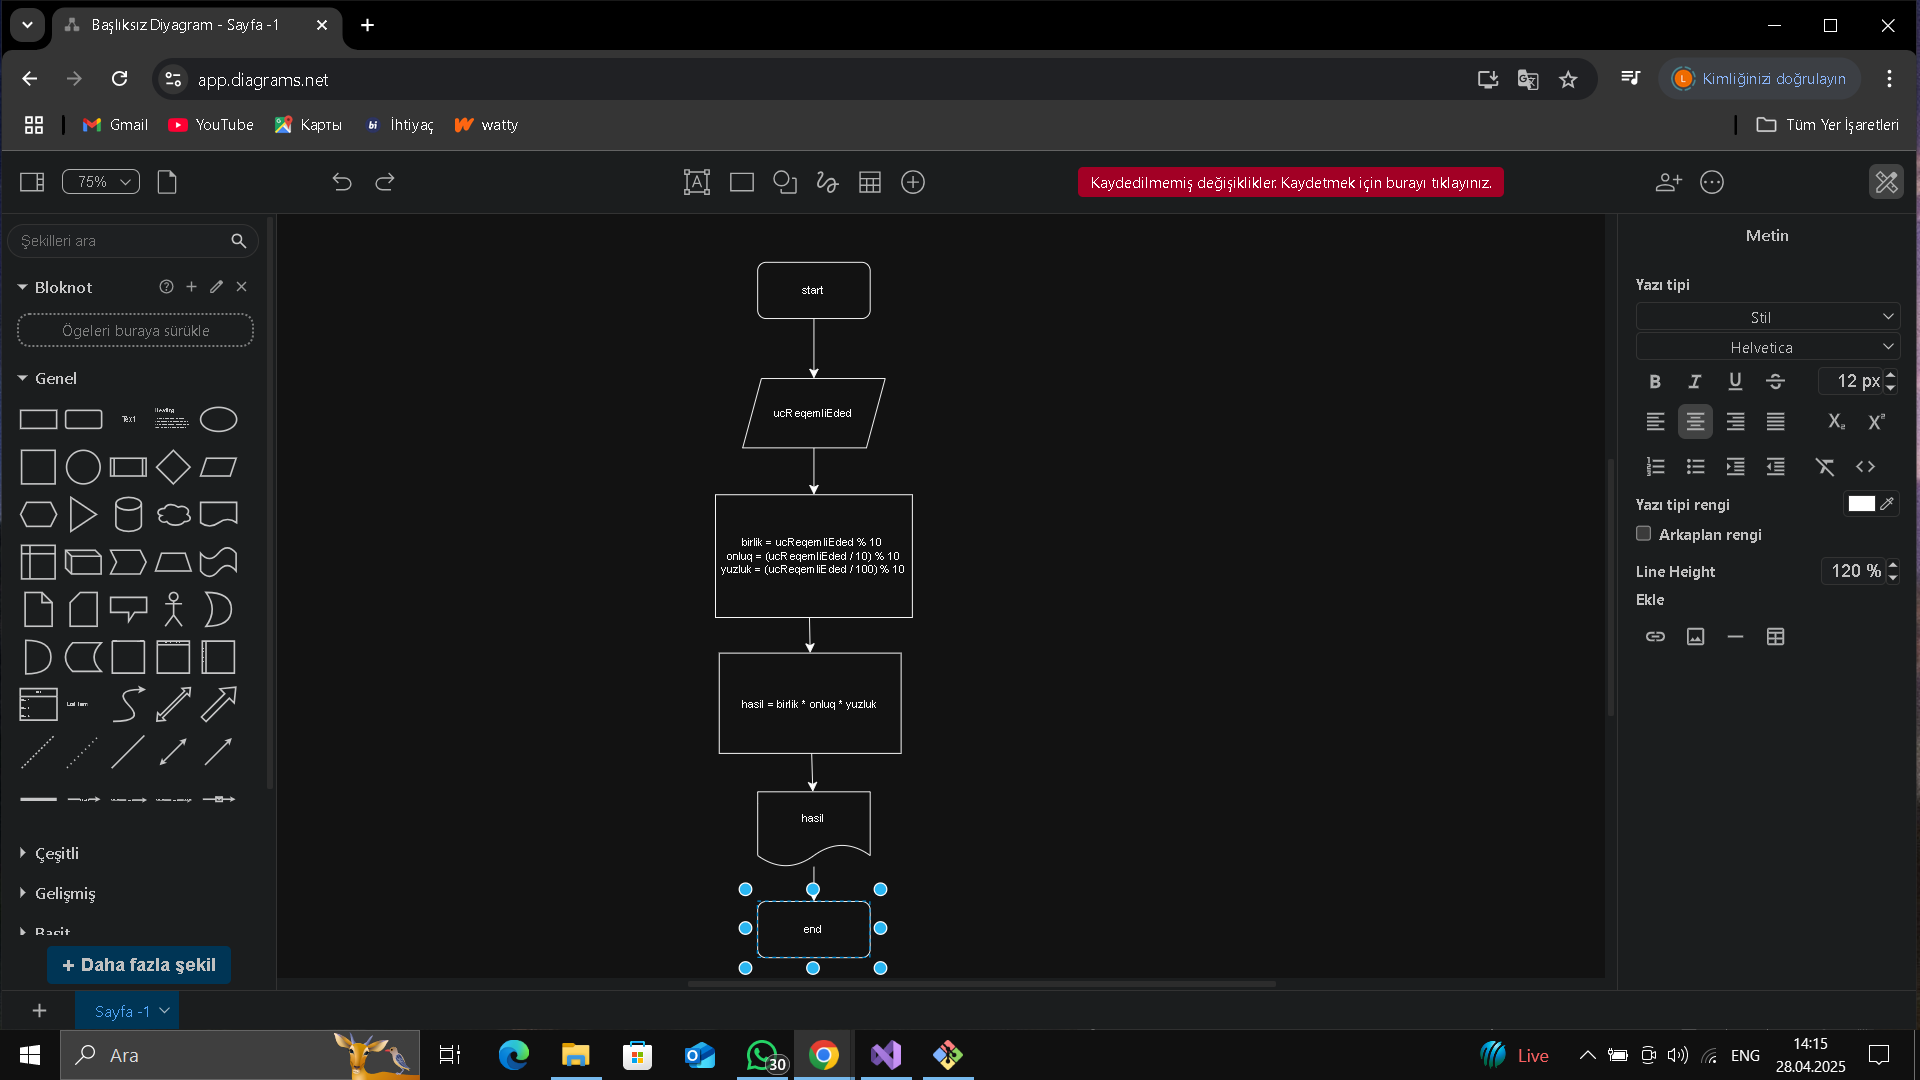 Başlıksız Diyagram - Sayfa -1
app.diagrams.net
Kimliğinizi doğrulayın
Gmail
YouTube
Карты
İhtiyaç
watty
Tüm Yer İşaretleri
75%
Kaydedilmemiş değişiklikler. Kaydetmek için burayı tıklayınız.
Şekilleri ara
Bloknot
Ögeleri buraya sürükle
Genel
Text
Heading
List Item
Çeşitli
Gelişmiş
Basit
+ Daha fazla şekil
start
ucReqemliEded
birlik = ucReqemliEded % 10
onluq = (ucReqemliEded / 10) % 10
yuzluk = (ucReqemliEded / 100) % 10
hasil = birlik * onluq * yuzluk
hasil
end
Metin
Yazı tipi
Stil
Helvetica
12 px
Yazı tipi rengi
Arkaplan rengi
Line Height
120 %
Ekle
Sayfa -1
Ara
30
Live
ENG
14:15
28.04.2025